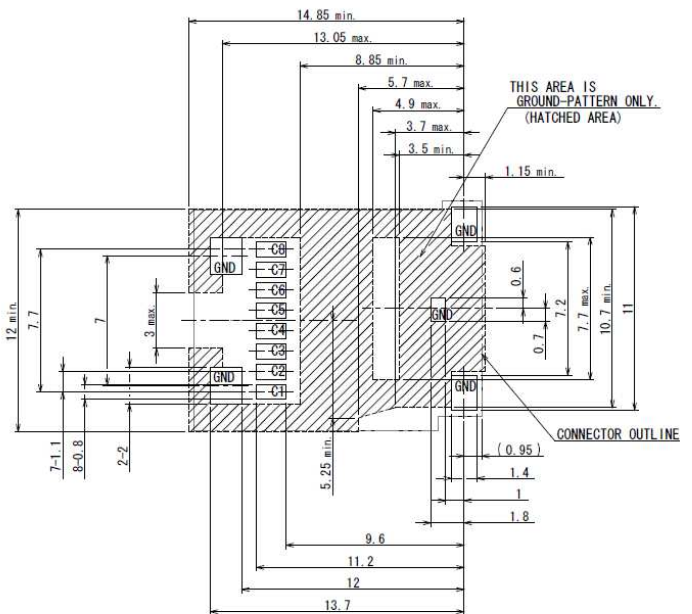 14.85 min.
13.05 max.
8.85 min.
5.7 max.
4.9 max.
3.7 max.
3.5 min.
THIS AREA IS
GROUND-PATTERN ONLY.
(HATCHED AREA)
1.15 min.
GND
C8
C7
C6
C5
C4
C3
C2
C1
GND
GND
GND
GND
12 min.
7.7
7
3 max.
0.6
0.7
7.2
7.7 max.
10.7 min.
11
7-1.1
8-0.8
2-2
5.25 min.
CONNECTOR OUTLINE
(0.95)
1.4
1
1.8
9.6
11.2
12
13.7